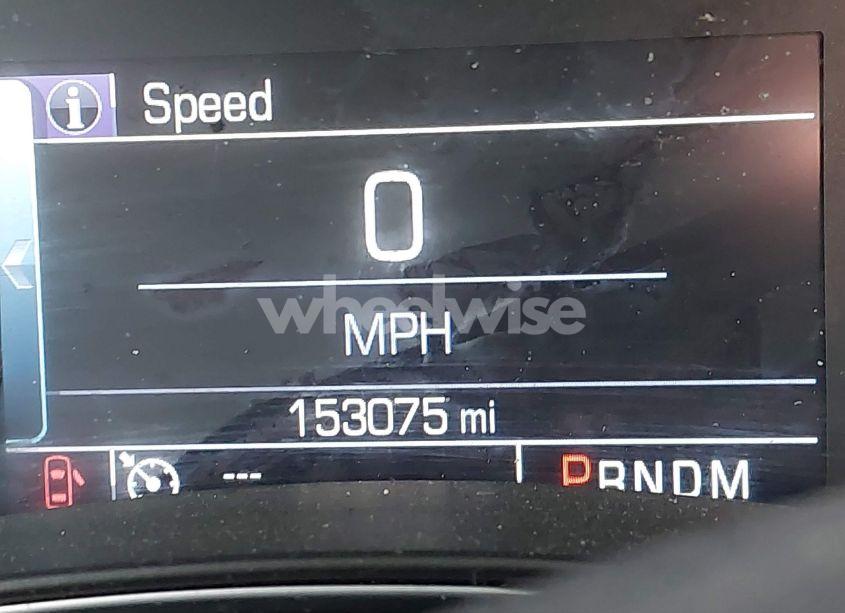 Speed
0
MPH
wheelwise
153075 mi
---
PRNDM